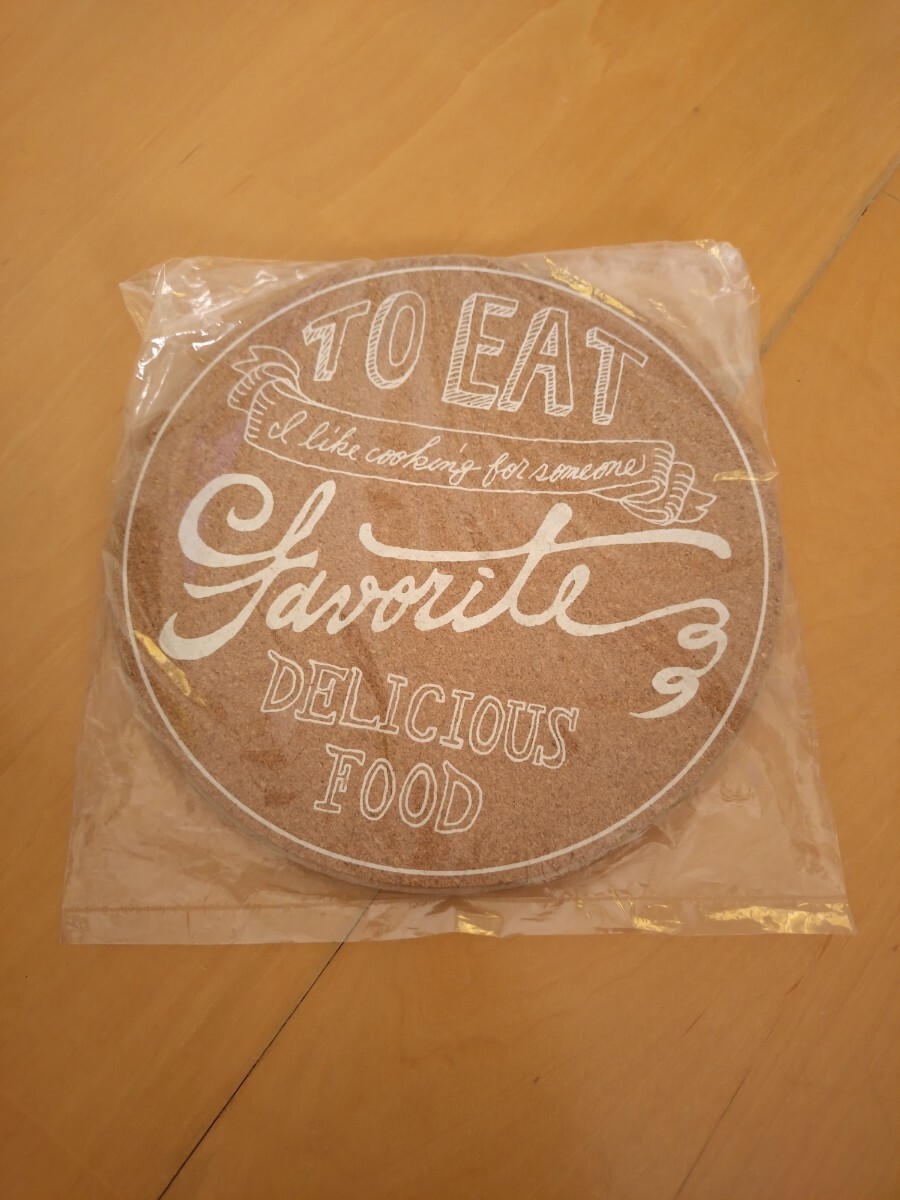 TO EAT
I like cooking for someone
favorite
DELICIOUS
FOOD